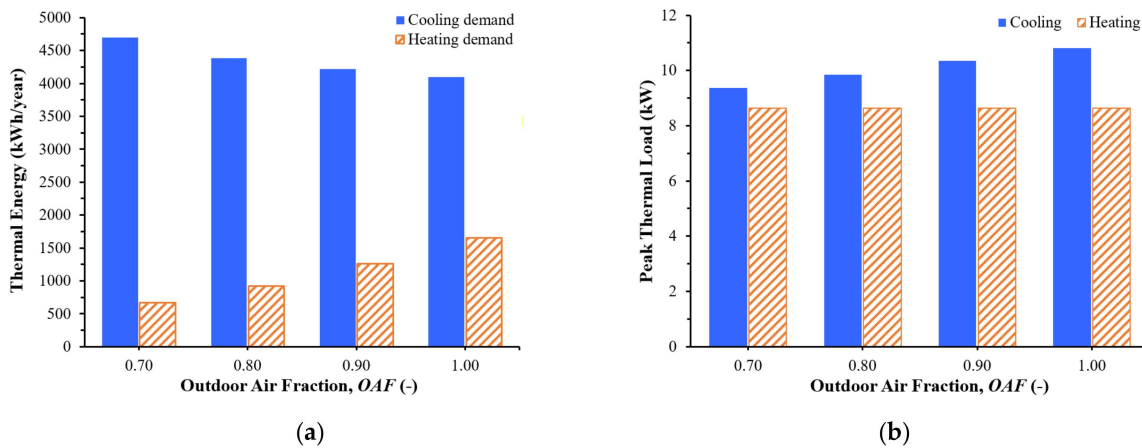 Thermal Energy (kWh/year)
5000
4500
4000
3500
3000
2500
2000
1500
1000
500
0
Cooling demand
Heating demand
0.70 0.80 0.90 1.00
Outdoor Air Fraction, OAF (-)
(a)
Peak Thermal Load (kW)
12
10
8
6
4
2
0
Cooling Heating
0.70 0.80 0.90 1.00
Outdoor Air Fraction, OAF (-)
(b)